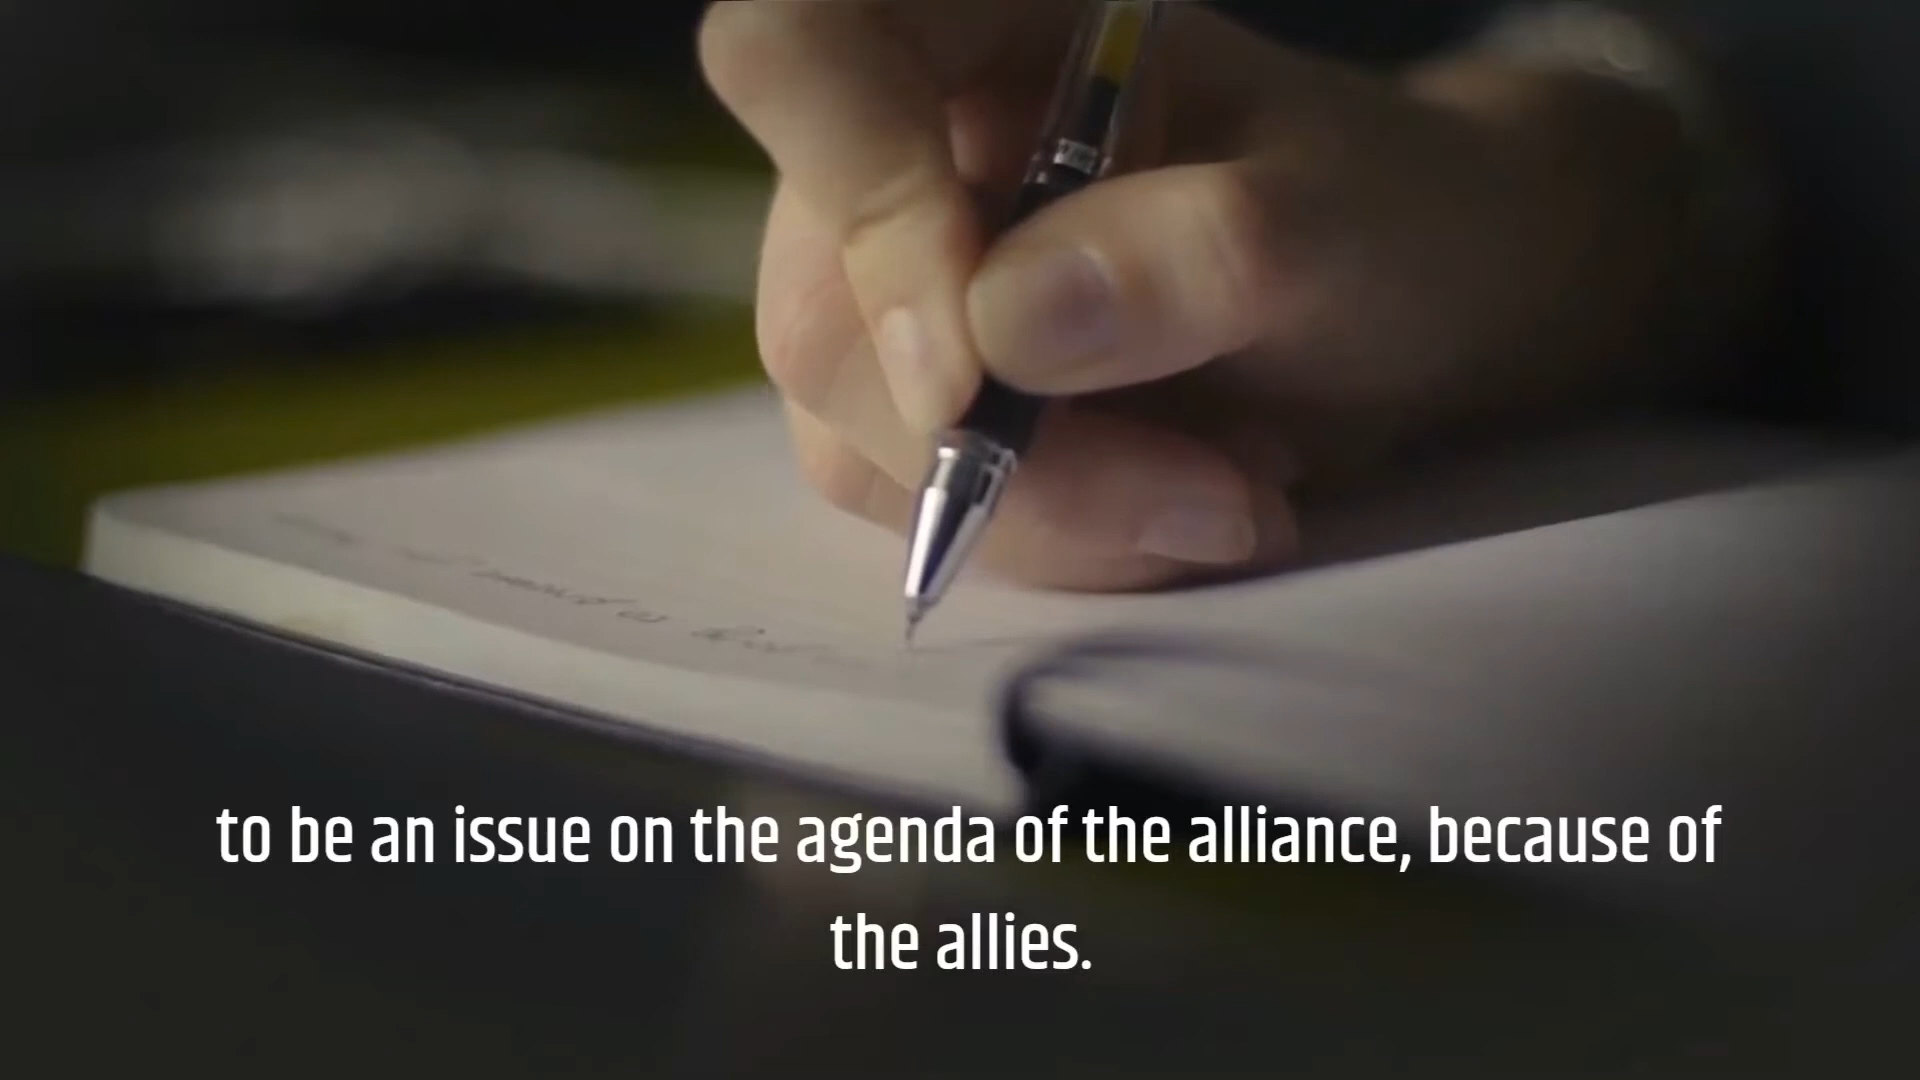 to be an issue on the agenda of the alliance, because of
the allies.